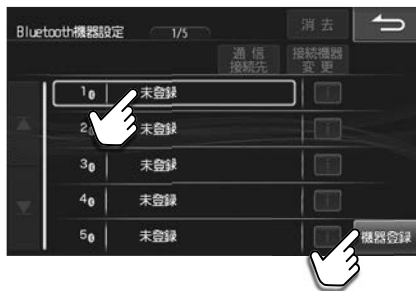 Bluetooth機器設定 1/5 消去
通信接続先 接続機器変更
1 未登録
2 未登録
3 未登録
4 未登録
5 未登録 機器登録